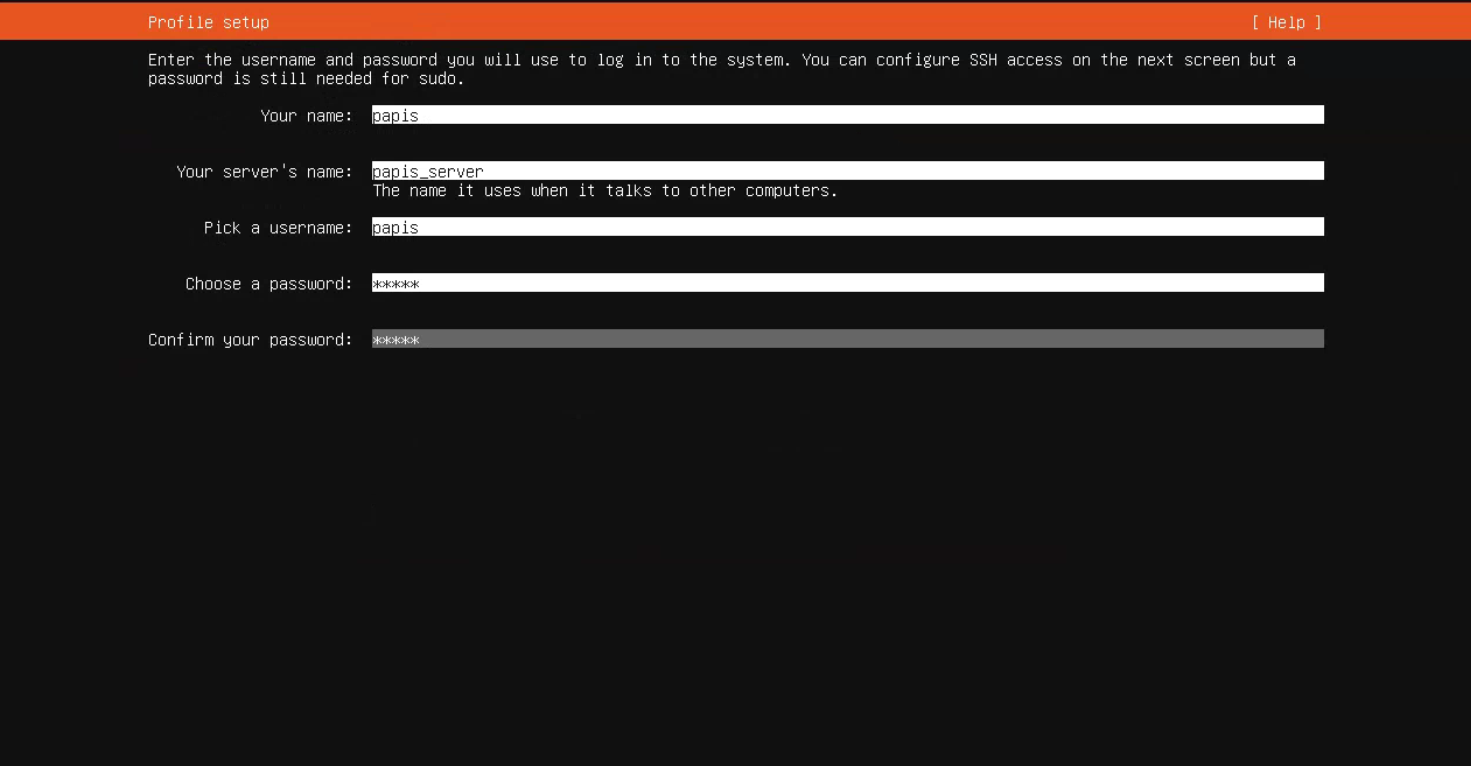 Profile setup [ Help ]
Enter the username and password you will use to log in to the system. You can configure SSH access on the next screen but a
password is still needed for sudo.
Your name: papis
Your server's name: papis_server
The name it uses when it talks to other computers.
Pick a username: papis
Choose a password: *****
Confirm your password: *****